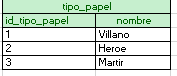 tipo_papel
id_tipo_papel nombre
1 Villano
2 Heroe
3 Martir